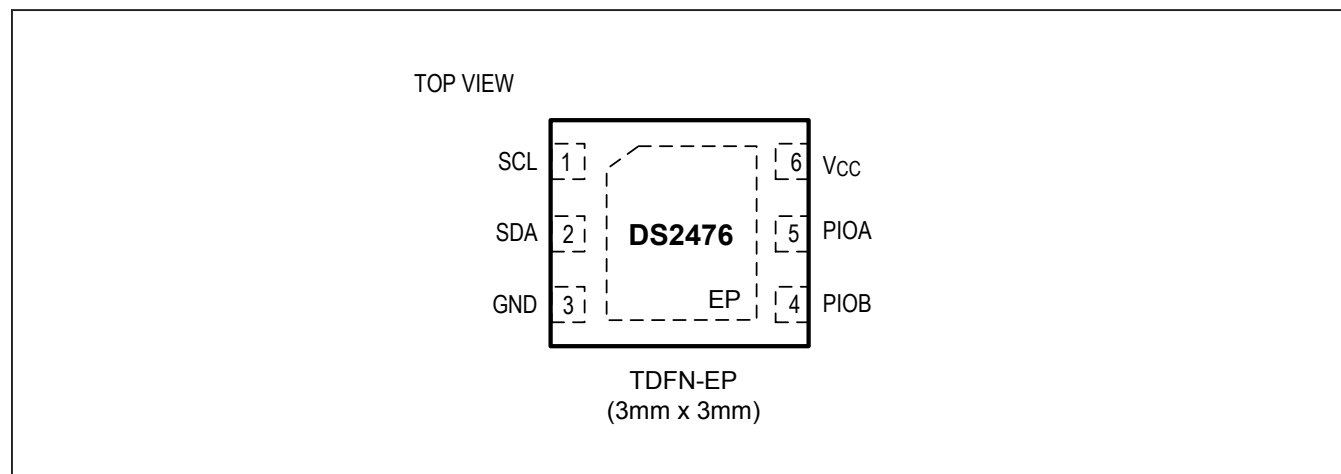 TOP VIEW
SCL 1
6 VCC
SDA 2
DS2476
5 PIOA
GND 3
EP
4 PIOB
TDFN-EP
(3mm x 3mm)